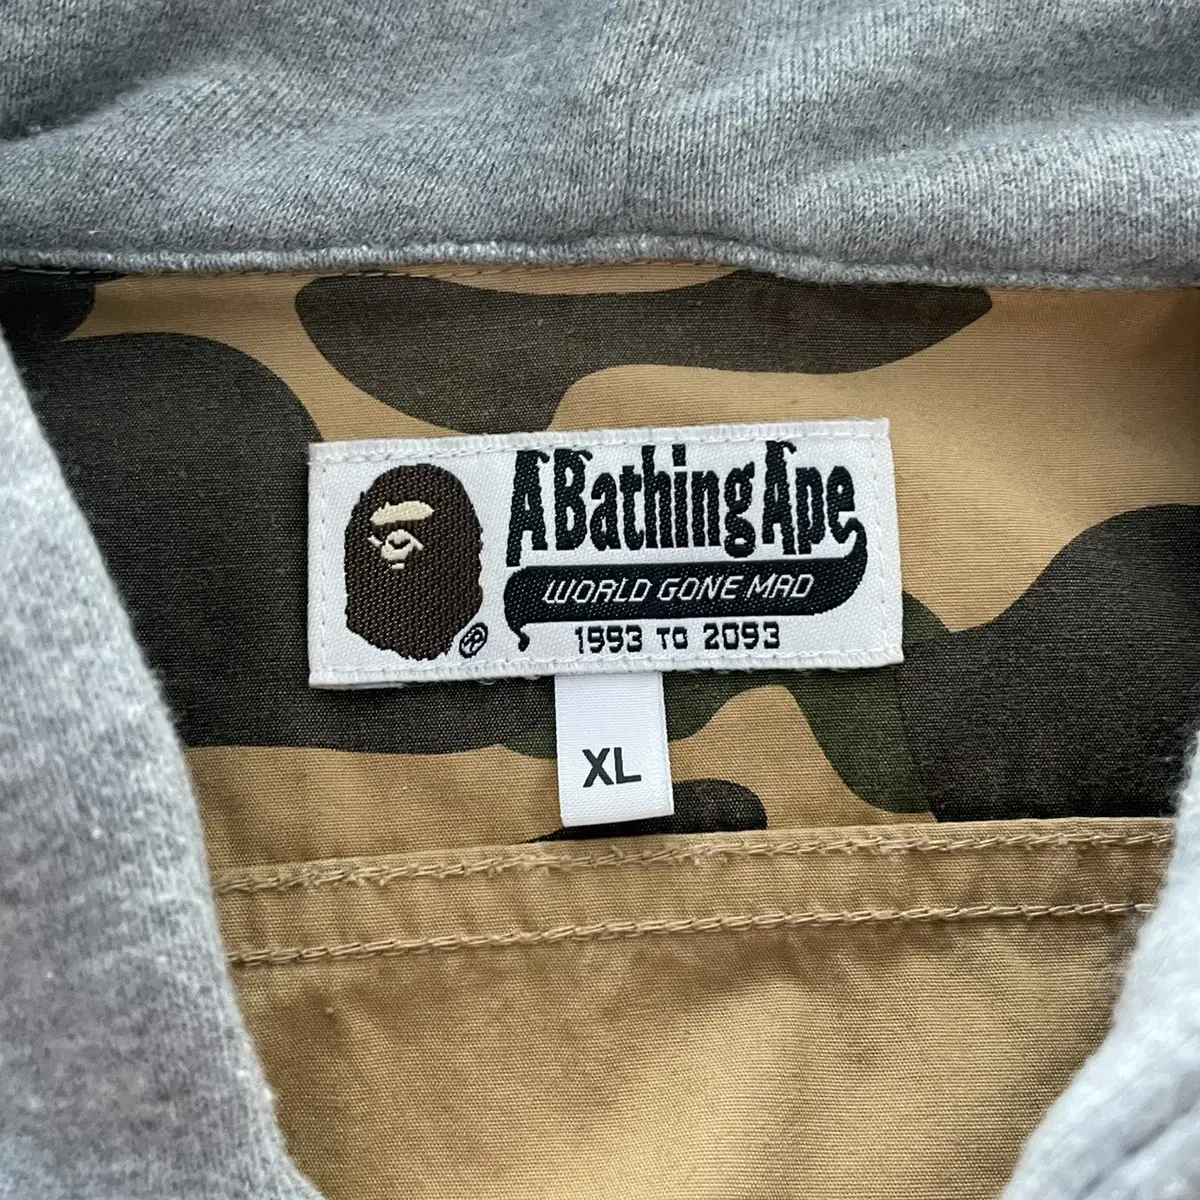 A Bathing Ape
WORLD GONE MAD
1993 TO 2093
®
XL